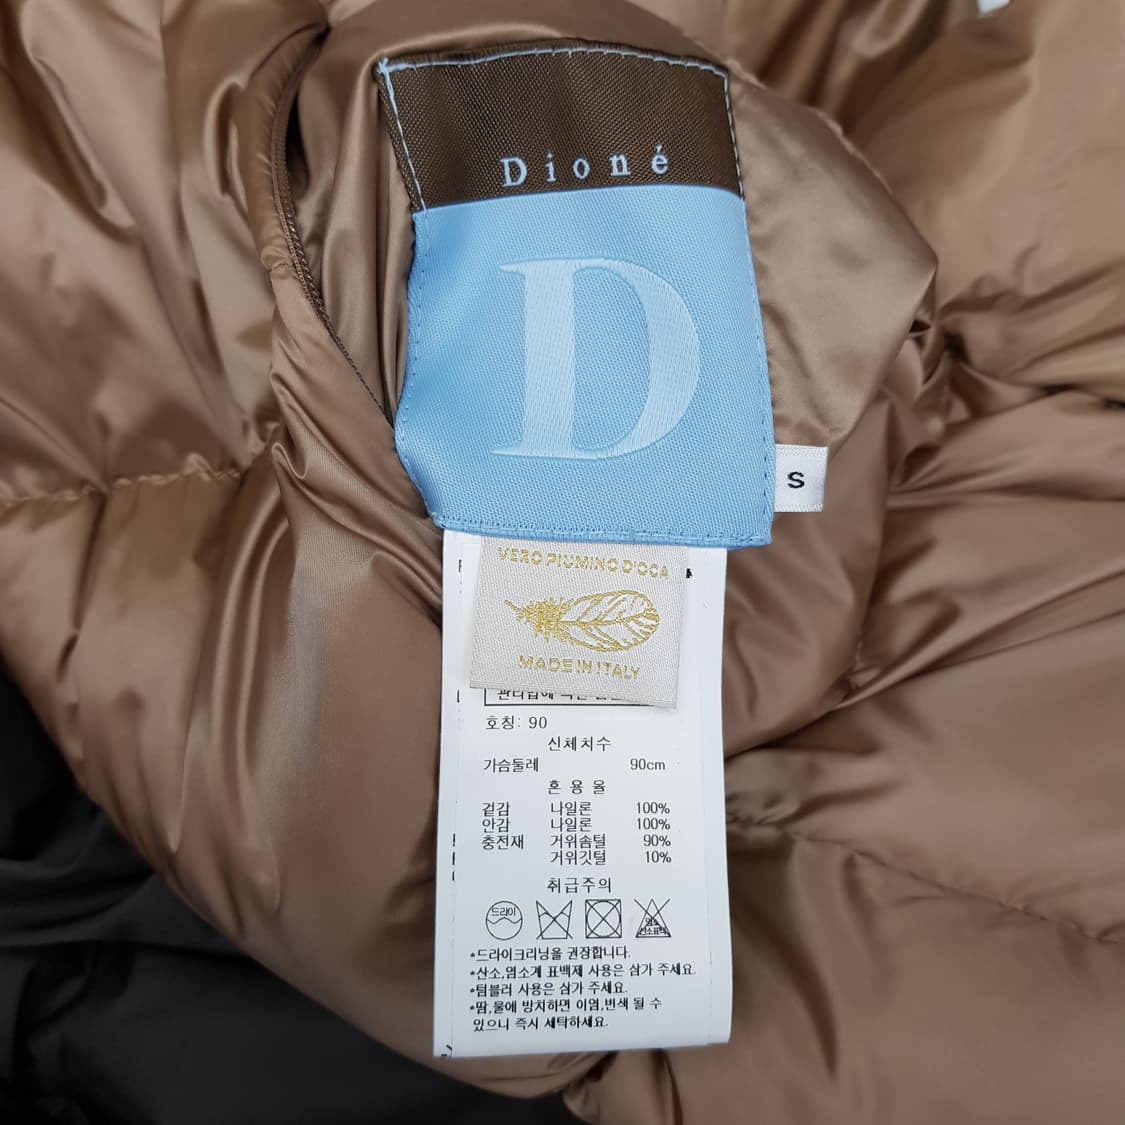 Dioné
D
S
VERO PIUMINO D'OCA
MADE IN ITALY
호칭: 90
신체치수
가슴둘레 90cm
혼 용 율
겉감 나일론 100%
안감 나일론 100%
충전재 거위솜털 90%
거위깃털 10%
취급주의
드라이
염소
산소표백
*드라이크리닝을 권장합니다.
*산소,염소계 표백제 사용은 삼가 주세요.
*텀블러 사용은 삼가 주세요.
*땀,물에 방치하면 이염,변색 될 수
있으니 즉시 세탁하세요.